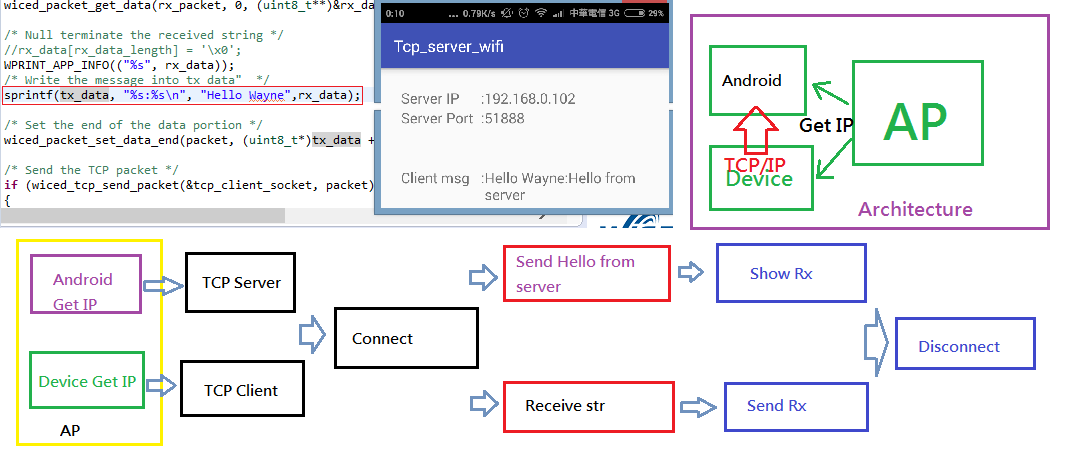 wiced_packet_get_data(rx_packet, 0, (uint8_t**)&rx_da
/* Null terminate the received string */
//rx_data[rx_data_length] = '\x0';
WPRINT_APP_INFO(("%s", rx_data));
/* Write the message into tx data" */
sprintf(tx_data, "%s:%s\n", "Hello Wayne",rx_data);
/* Set the end of the data portion */
wiced_packet_set_data_end(packet, (uint8_t*)tx_data +
/* Send the TCP packet */
if (wiced_tcp_send_packet(&tcp_client_socket, packet)
{
0:10 ... 0.79K/s 中華電信 3G 29%
Tcp_server_wifi
Server IP :192.168.0.102
Server Port :51888
Client msg :Hello Wayne:Hello from
server
Android
Get IP
AP
TCP/IP
Device
Architecture
Android
Get IP
TCP Server
Device Get IP
TCP Client
AP
Connect
Send Hello from
server
Show Rx
Receive str
Send Rx
Disconnect